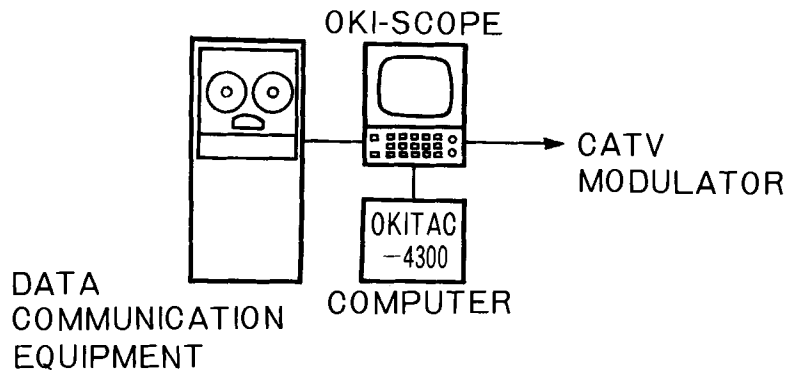 OKI-SCOPE
CATV
MODULATOR
OKITAC
-4300
COMPUTER
DATA
COMMUNICATION
EQUIPMENT